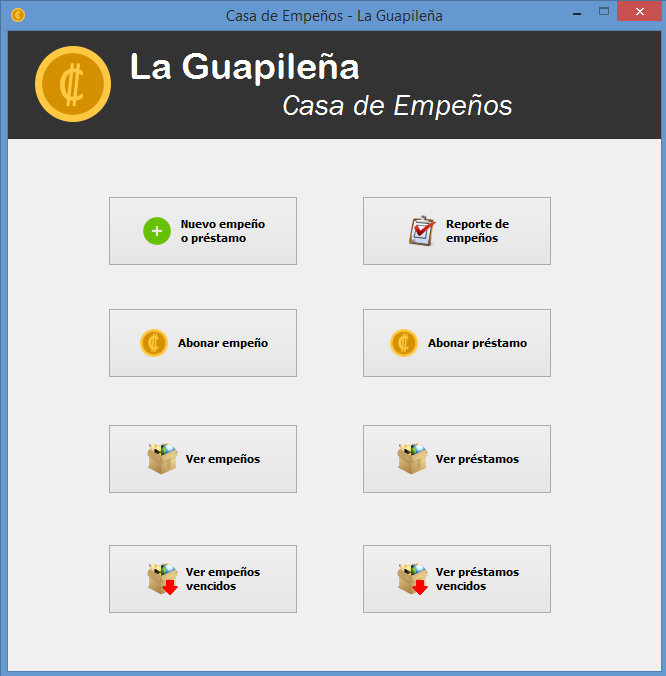 Casa de Empeños - La Guapileña
La Guapileña
Casa de Empeños
Nuevo empeño
o préstamo
Reporte de
empeños
Abonar empeño
Abonar préstamo
Ver empeños
Ver préstamos
Ver empeños
vencidos
Ver préstamos
vencidos